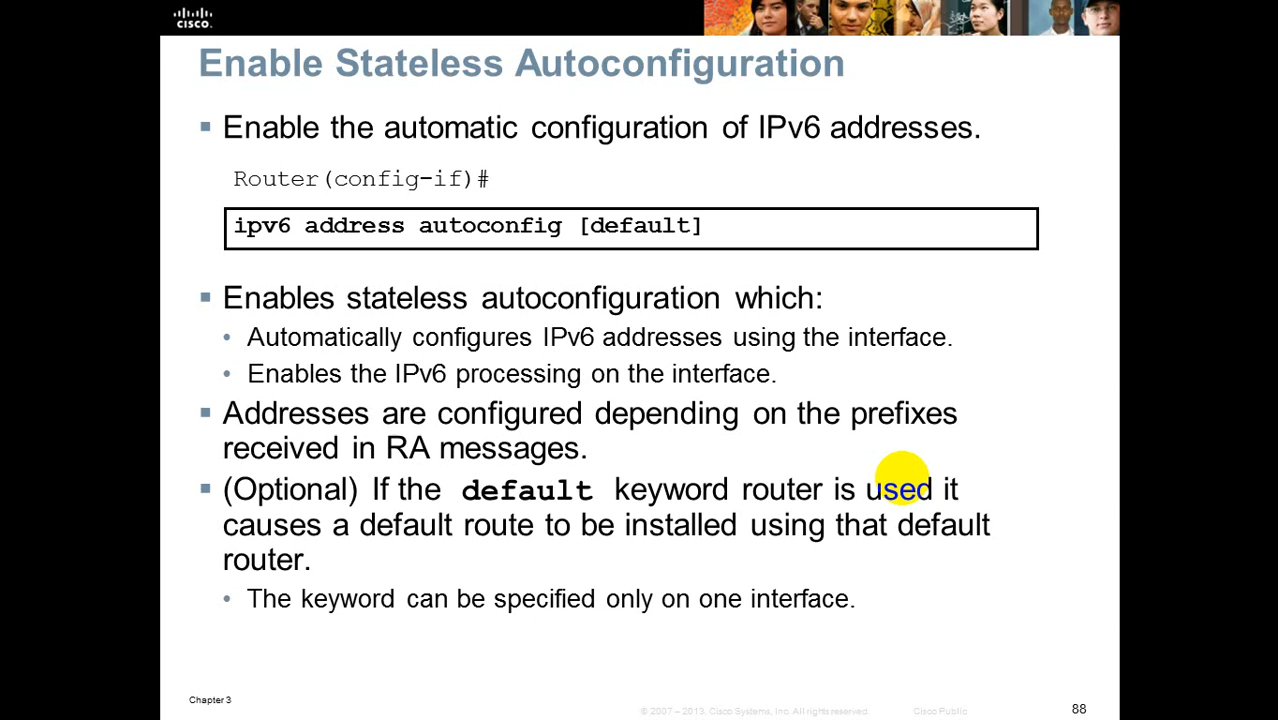 CISCO.
Enable Stateless Autoconfiguration
▪ Enable the automatic configuration of IPv6 addresses.
Router(config-if)#
ipv6 address autoconfig [default]
▪ Enables stateless autoconfiguration which:
• Automatically configures IPv6 addresses using the interface.
• Enables the IPv6 processing on the interface.
▪ Addresses are configured depending on the prefixes
received in RA messages.
▪ (Optional) If the default keyword router is used it
causes a default route to be installed using that default
router.
• The keyword can be specified only on one interface.
Chapter 3
© 2007 – 2013, Cisco Systems, Inc. All rights reserved.
Cisco Public
88